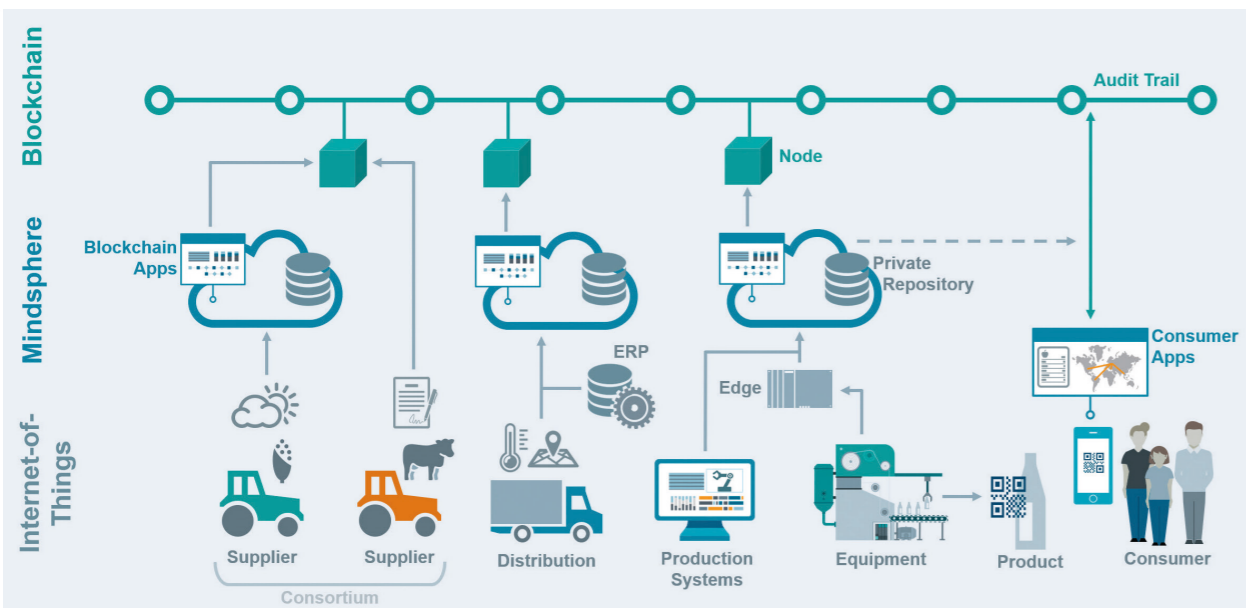 Blockchain
Audit Trail
Node
Mindsphere
Blockchain
Apps
Private
Repository
Consumer
Apps
ERP
Edge
Internet-of-
Things
Supplier
Supplier
Distribution
Production
Systems
Equipment
Product
Consumer
Consortium